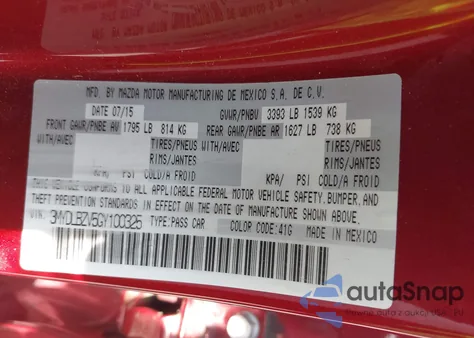 MFD. BY MAZDA MOTOR MANUFACTURING DE MEXICO S.A. DE C.V.
DATE 07/15 GVWR/PNBV 3393 LB 1539 KG
FRONT GAWR/PNBE AV 1795 LB 814 KG REAR GAWR/PNBE AR 1627 LB 738 KG
WITH/AVEC TIRES/PNEUS WITH/AVEC TIRES/PNEUS
RIMS/JANTES RIMS/JANTES
KPA/ PSI COLD/A FROID KPA/ PSI COLD/A FROID
THIS VEHICLE CONFORMS TO ALL APPLICABLE FEDERAL MOTOR VEHICLE SAFETY, BUMPER, AND
THEFT PREVENTION STANDARDS IN EFFECT ON THE DATE OF MANUFACTURE SHOWN ABOVE.
TYPE:PASS CAR COLOR CODE:41G MADE IN MEXICO
autoSnap